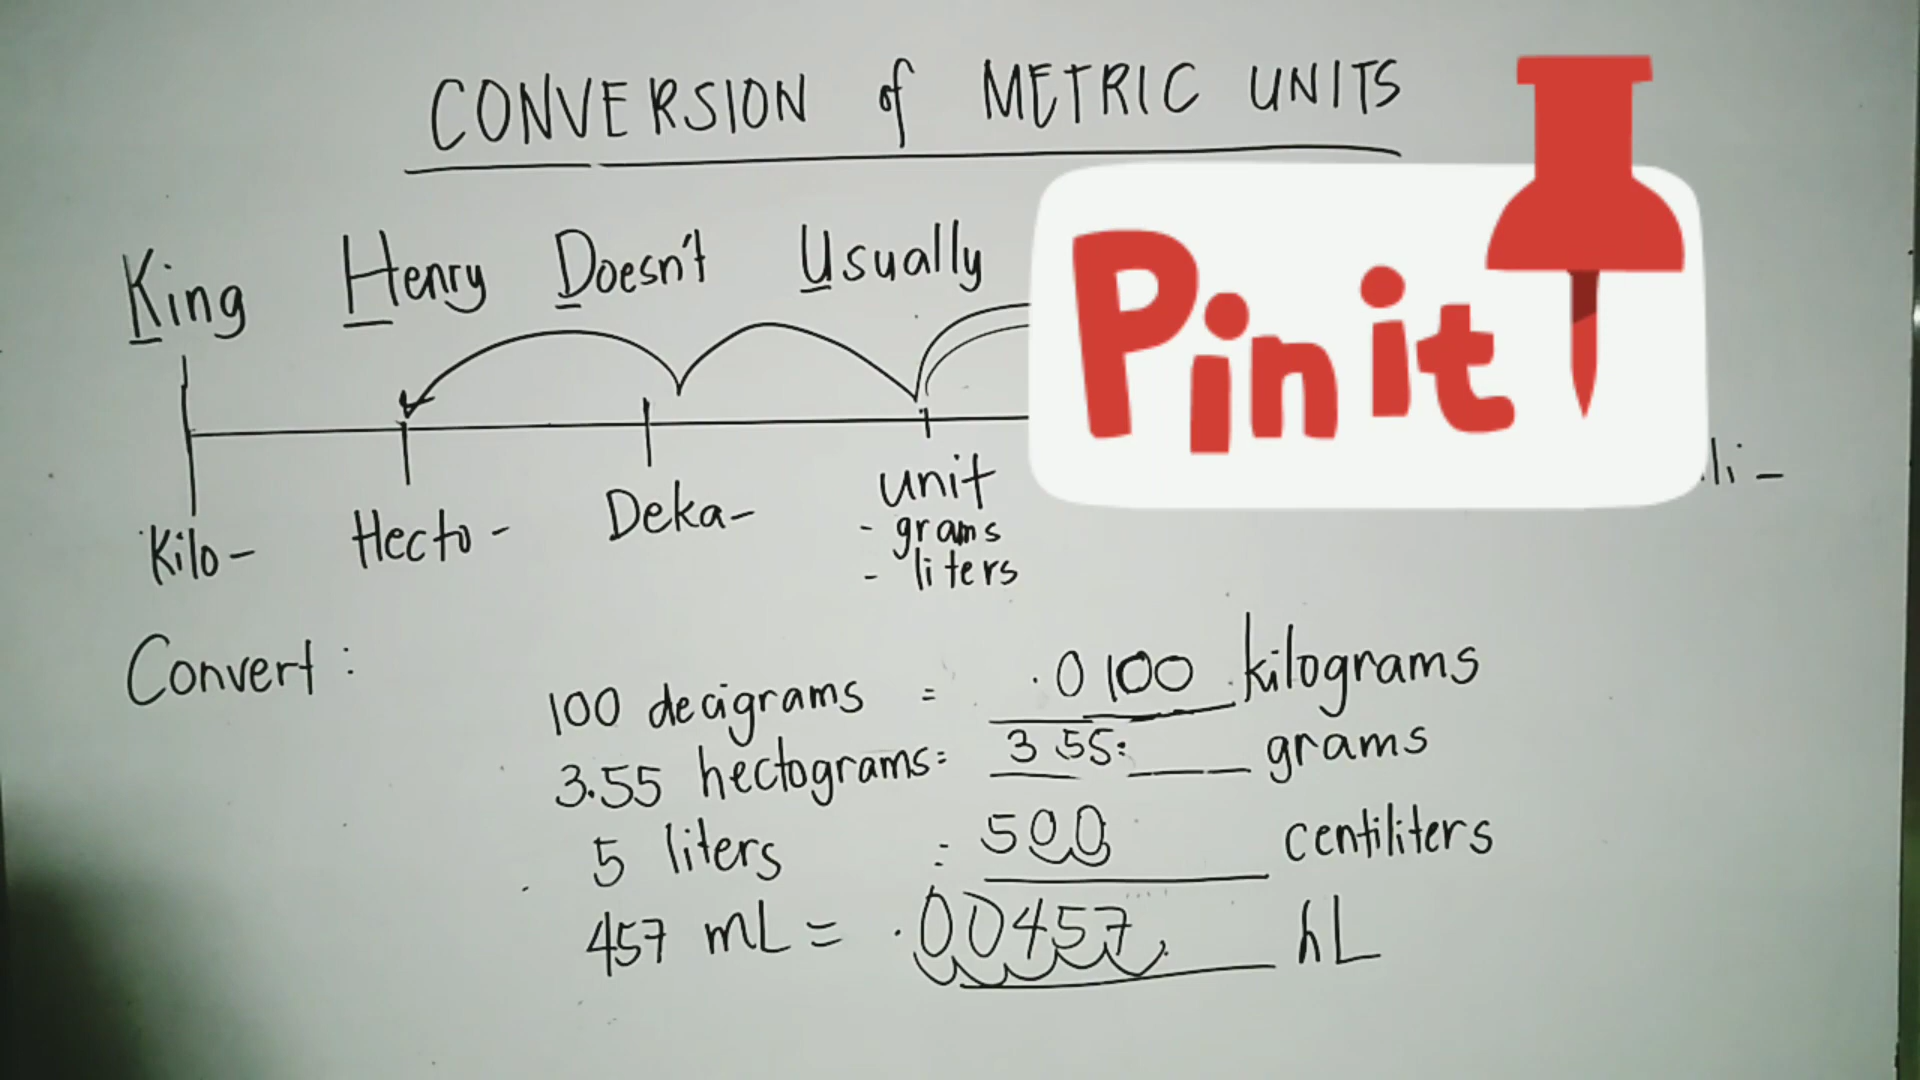 CONVERSION of METRIC UNITS
King Henry Doesn't Usually
Pin it
Kilo- Hecto- Deka- unit li-
- grams
- liters
Convert:
100 decigrams = .0100 kilograms
3.55 hectograms = 355. grams
5 liters = 500 centiliters
457 mL = .00457 hL